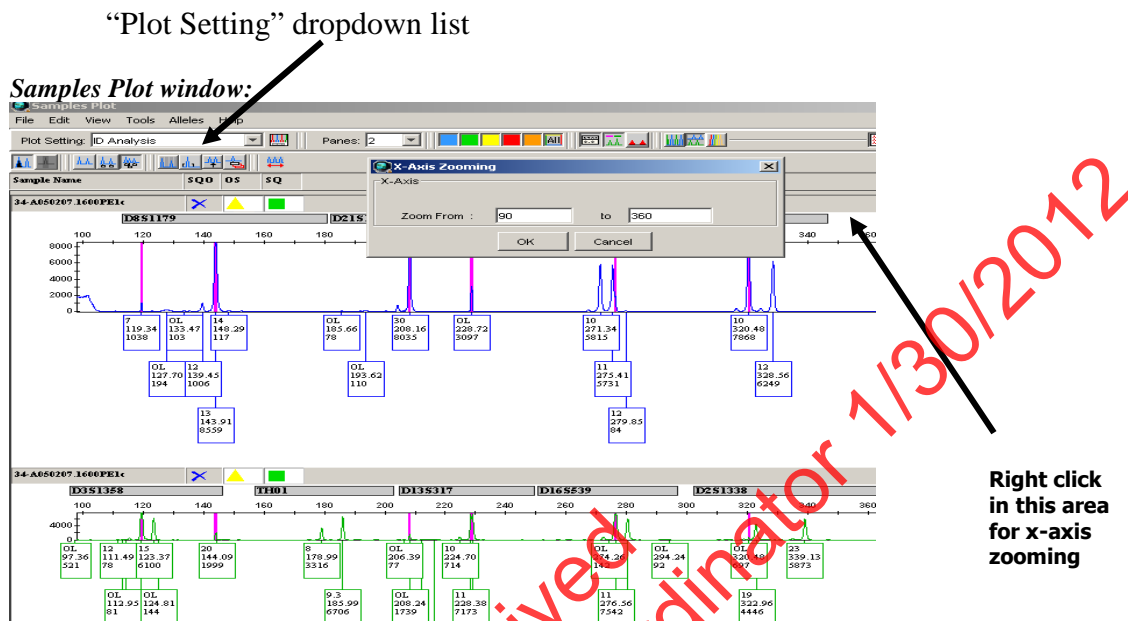 “Plot Setting” dropdown list
Samples Plot window:
Samples Plot
File Edit View Tools Alleles Help
Plot Setting: ID Analysis Panes: 2 All
X-Axis Zooming
X-Axis
Zoom From : 90 to 360
OK Cancel
Sample Name SQO OS SQ
34-A050207.1600PE1c
D8S1179 D21S
100 120 140 160 180 340 360
8000
6000
4000
2000
0
7
119.34
1038
OL
133.47
103
14
148.29
117
OL
185.66
78
30
208.16
8035
OL
228.72
3097
10
271.34
5815
10
320.48
7868
OL
127.70
194
12
139.45
1006
OL
193.62
110
11
275.41
5731
12
328.56
6249
13
143.91
8559
12
279.85
84
34-A050207.1600PE1c
D3S1358 TH01 D13S317 D16S539 D2S1338
100 120 140 160 180 200 220 240 260 280 300 320 340 360
4000
0
OL
97.36
521
12
111.49
78
15
123.37
6100
20
144.09
1999
8
178.99
3316
OL
206.39
77
10
224.70
714
OL
274.26
142
OL
294.24
92
OL
320.48
697
23
339.13
5873
OL
112.95
81
OL
124.81
144
9.3
185.99
6706
OL
208.24
1739
11
228.38
7173
11
276.56
7542
19
322.96
4446
Right click
in this area
for x-axis
zooming
1/30/2012